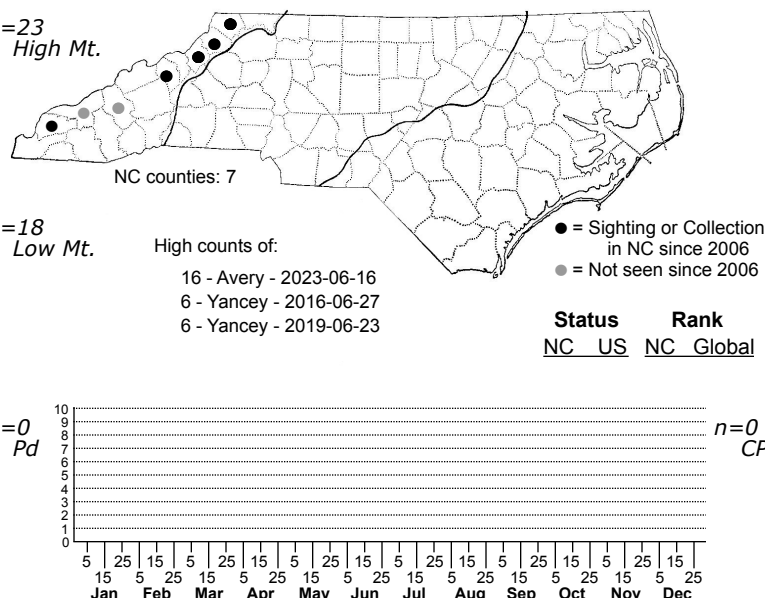 =23
High Mt.
NC counties: 7
=18
Low Mt.
High counts of:
16 - Avery - 2023-06-16
6 - Yancey - 2016-06-27
6 - Yancey - 2019-06-23
● = Sighting or Collection
in NC since 2006
● = Not seen since 2006
Status Rank
NC US NC Global
=0
Pd
10
9
8
7
6
5
4
3
2
1
0
n=0
CP
5 25 15 5 25 15 5 25 15 5 25 15 5 25 15 5 25 15
15 5 25 15 5 25 15 5 25 15 5 25 15 5 25 15 5 25
Jan Feb Mar Apr May Jun Jul Aug Sep Oct Nov Dec